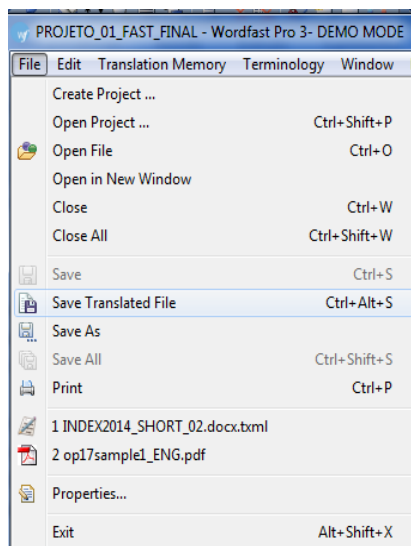 PROJETO_01_FAST_FINAL - Wordfast Pro 3- DEMO MODE
File Edit Translation Memory Terminology Window
Create Project ...
Open Project ... Ctrl+Shift+P
Open File Ctrl+O
Open in New Window
Close Ctrl+W
Close All Ctrl+Shift+W
Save Ctrl+S
Save Translated File Ctrl+Alt+S
Save As
Save All Ctrl+Shift+S
Print Ctrl+P
1 INDEX2014_SHORT_02.docx.txml
2 op17sample1_ENG.pdf
Properties...
Exit Alt+Shift+X